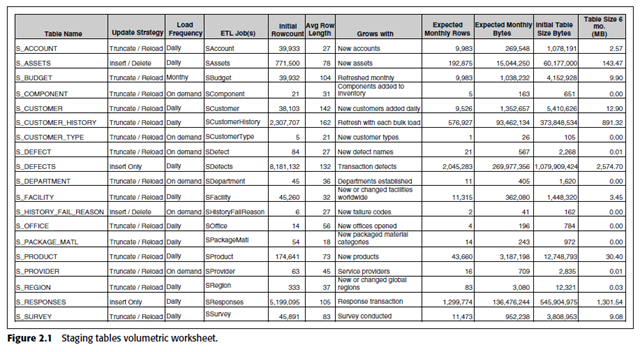 Table Name Update Strategy Load Frequency ETL Job(s) Initial Rowcount Avg Row Length Grows with Expected Monthly Rows Expected Monthly Bytes Initial Table Size Bytes Table Size 6 mo. (MB)
S_ACCOUNT Truncate / Reload Daily SAccount 39,933 27 New accounts 9,983 269,548 1,078,191 2.57
S_ASSETS Insert / Delete Daily SAssets 771,500 78 New assets 192,875 15,044,250 60,177,000 143.47
S_BUDGET Truncate / Reload Monthy SBudget 39,932 104 Refreshed monthly 9,983 1,038,232 4,152,928 9.90
S_COMPONENT Truncate / Reload On demand SComponent 21 31 Components added to Inventory 5 163 651 0.00
S_CUSTOMER Truncate / Reload Daily SCustomer 38,103 142 New customers added daily 9,526 1,352,657 5,410,626 12.90
S_CUSTOMER_HISTORY Truncate / Reload Daily SCustomerHistory 2,307,707 162 Refresh with each bulk load 576,927 93,462,134 373,848,534 891.32
S_CUSTOMER_TYPE Truncate / Reload On demand SCustomerType 5 21 New customer types 1 26 105 0.00
S_DEFECT Truncate / Reload On demand SDefect 84 27 New defect names 21 567 2,268 0.01
S_DEFECTS Insert Only Daily SDefects 8,181,132 132 Transaction defects 2,045,283 269,977,356 1,079,909,424 2,574.70
S_DEPARTMENT Truncate / Reload Daily SDepartment 45 36 Departments established 11 405 1,620 0.00
S_FACILITY Truncate / Reload Daily SFacility 45,260 32 New or changed facilities worldwide 11,315 362,080 1,448,320 3.45
S_HISTORY_FAIL_REASON Insert / Delete On demand SHistoryFailReason 6 27 New failure codes 2 41 162 0.00
S_OFFICE Truncate / Reload Daily SOffice 14 56 New offices opened 4 196 784 0.00
S_PACKAGE_MATL Truncate / Reload Daily SPackageMatl 54 18 New packaged material categories 14 243 972 0.00
S_PRODUCT Truncate / Reload Daily SProduct 174,641 73 New products 43,660 3,187,198 12,748,793 30.40
S_PROVIDER Truncate / Reload On demand SProvider 63 45 Service providers 16 709 2,835 0.01
S_REGION Truncate / Reload Daily SRegion 333 37 New or changed global regions 83 3,080 12,321 0.03
S_RESPONSES Insert Only Daily SResponses 5,199,095 105 Response transaction 1,299,774 136,476,244 545,904,975 1,301.54
S_SURVEY Truncate / Reload Daily SSurvey 45,891 83 Survey conducted 11,473 952,238 3,808,953 9.08
Figure 2.1 Staging tables volumetric worksheet.